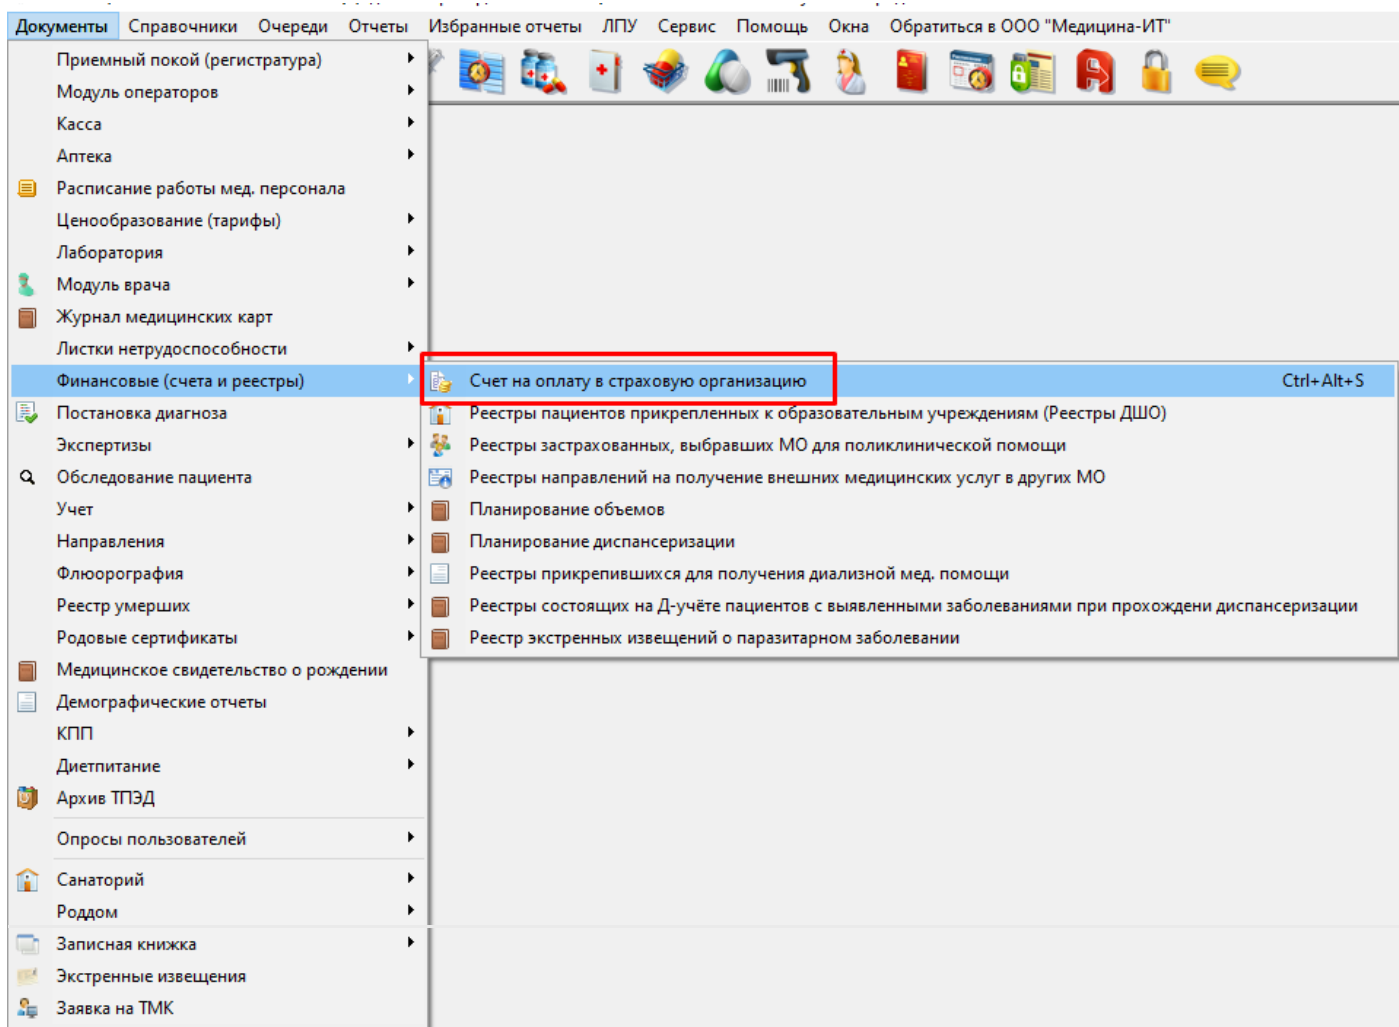 Документы Справочники Очереди Отчеты Избранные отчеты ЛПУ Сервис Помощь Окна Обратиться в ООО "Медицина-ИТ"
Приемный покой (регистратура)
Модуль операторов
Касса
Аптека
Расписание работы мед. персонала
Ценообразование (тарифы)
Лаборатория
Модуль врача
Журнал медицинских карт
Листки нетрудоспособности
Финансовые (счета и реестры)
Постановка диагноза
Экспертизы
Обследование пациента
Учет
Направления
Флюорография
Реестр умерших
Родовые сертификаты
Медицинское свидетельство о рождении
Демографические отчеты
КПП
Диетпитание
Архив ТПЭД
Опросы пользователей
Санаторий
Роддом
Записная книжка
Экстренные извещения
Заявка на ТМК
Счет на оплату в страховую организацию Ctrl+Alt+S
Реестры пациентов прикрепленных к образовательным учреждениям (Реестры ДШО)
Реестры застрахованных, выбравших МО для поликлинической помощи
Реестры направлений на получение внешних медицинских услуг в других МО
Планирование объемов
Планирование диспансеризации
Реестры прикрепившихся для получения диализной мед. помощи
Реестры состоящих на Д-учёте пациентов с выявленными заболеваниями при прохождени диспансеризации
Реестр экстренных извещений о паразитарном заболевании